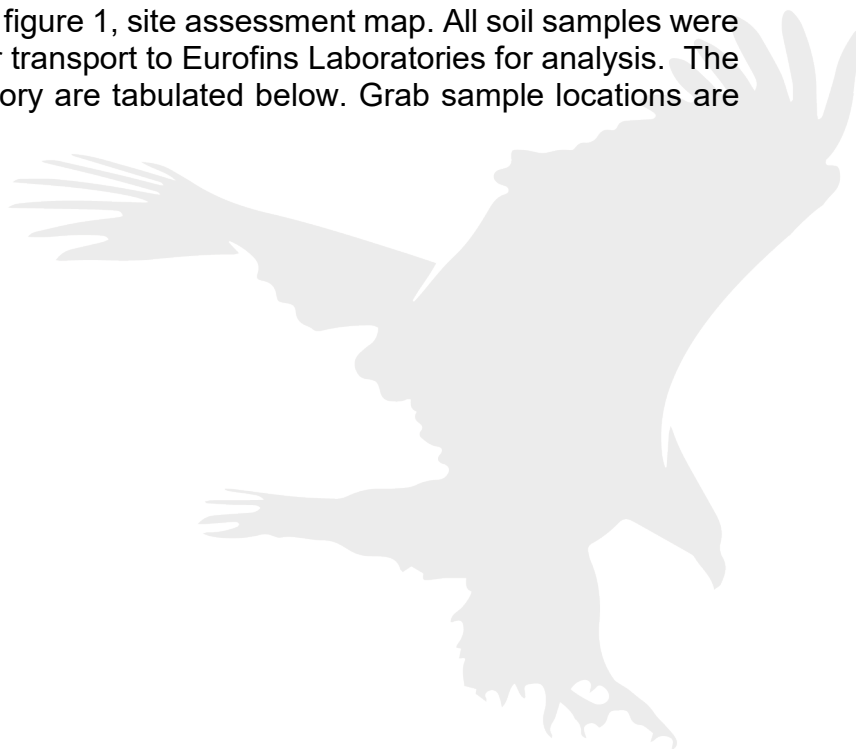 figure 1, site assessment map. All soil samples were
transport to Eurofins Laboratories for analysis. The
are tabulated below. Grab sample locations are